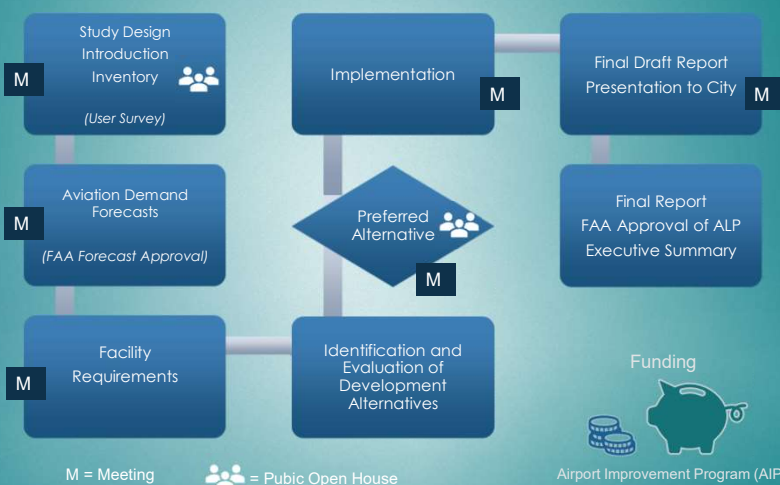 Study Design
Introduction
Inventory
(User Survey)
M
Aviation Demand
Forecasts
(FAA Forecast Approval)
M
Facility
Requirements
M
Identification and
Evaluation of
Development
Alternatives
Preferred
Alternative
M
Implementation
M
Final Draft Report
Presentation to City
M
Final Report
FAA Approval of ALP
Executive Summary
Funding
Airport Improvement Program (AIP
M = Meeting
= Pubic Open House